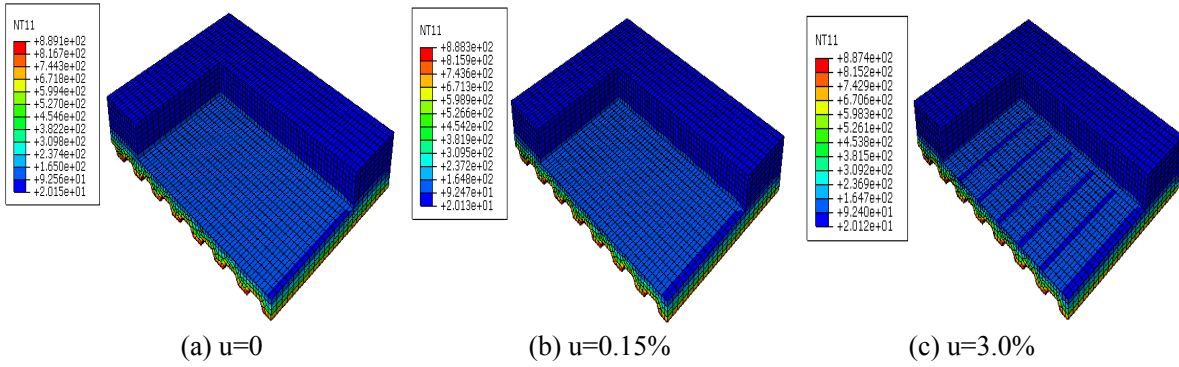 NT11
+8.891e+02
+8.167e+02
+7.443e+02
+6.718e+02
+5.994e+02
+5.270e+02
+4.546e+02
+3.822e+02
+3.098e+02
+2.374e+02
+1.650e+02
+9.256e+01
+2.015e+01
NT11
+8.883e+02
+8.159e+02
+7.436e+02
+6.713e+02
+5.989e+02
+5.266e+02
+4.542e+02
+3.819e+02
+3.095e+02
+2.372e+02
+1.648e+02
+9.247e+01
+2.013e+01
NT11
+8.874e+02
+8.152e+02
+7.429e+02
+6.706e+02
+5.983e+02
+5.261e+02
+4.538e+02
+3.815e+02
+3.092e+02
+2.369e+02
+1.647e+02
+9.240e+01
+2.012e+01
(a) u=0
(b) u=0.15%
(c) u=3.0%